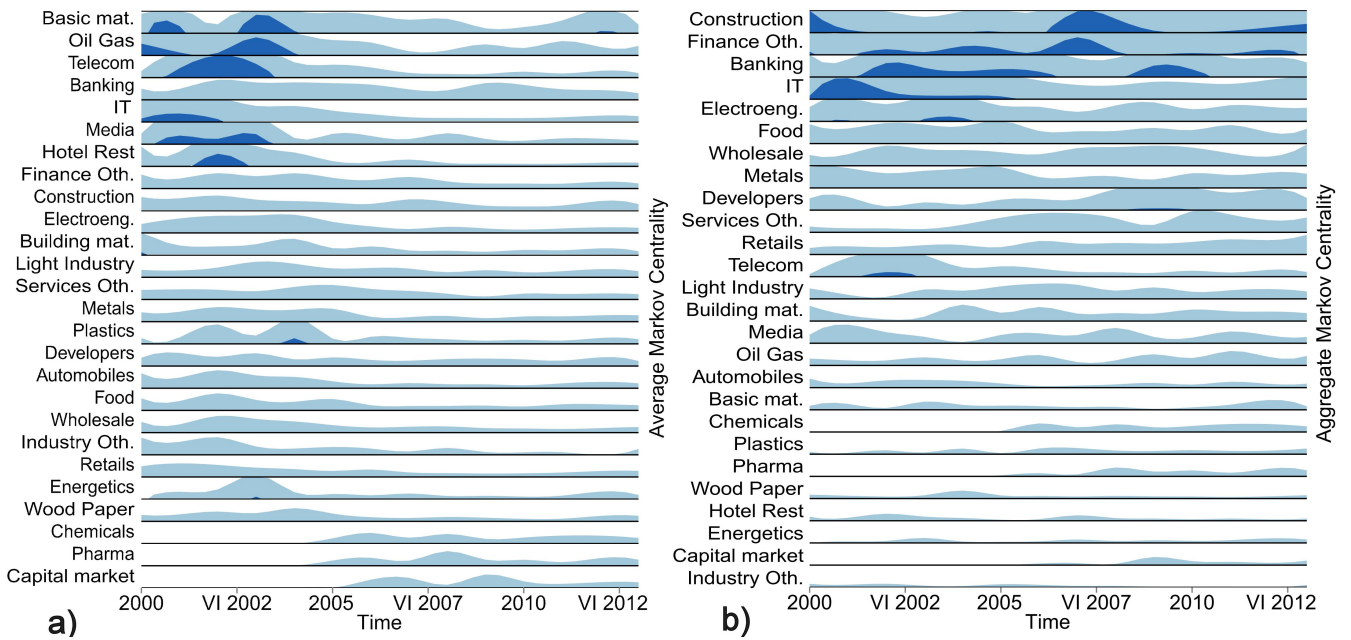 Basic mat.
Oil Gas
Telecom
Banking
IT
Media
Hotel Rest
Finance Oth.
Construction
Electroeng.
Building mat.
Light Industry
Services Oth.
Metals
Plastics
Developers
Automobiles
Food
Wholesale
Industry Oth.
Retails
Energetics
Wood Paper
Chemicals
Pharma
Capital market
2000 VI 2002 2005 VI 2007 2010 VI 2012
Time
a)
Average Markov Centrality
Construction
Finance Oth.
Banking
IT
Electroeng.
Food
Wholesale
Metals
Developers
Services Oth.
Retails
Telecom
Light Industry
Building mat.
Media
Oil Gas
Automobiles
Basic mat.
Chemicals
Plastics
Pharma
Wood Paper
Hotel Rest
Energetics
Capital market
Industry Oth.
2000 VI 2002 2005 VI 2007 2010 VI 2012
Time
b)
Aggregate Markov Centrality